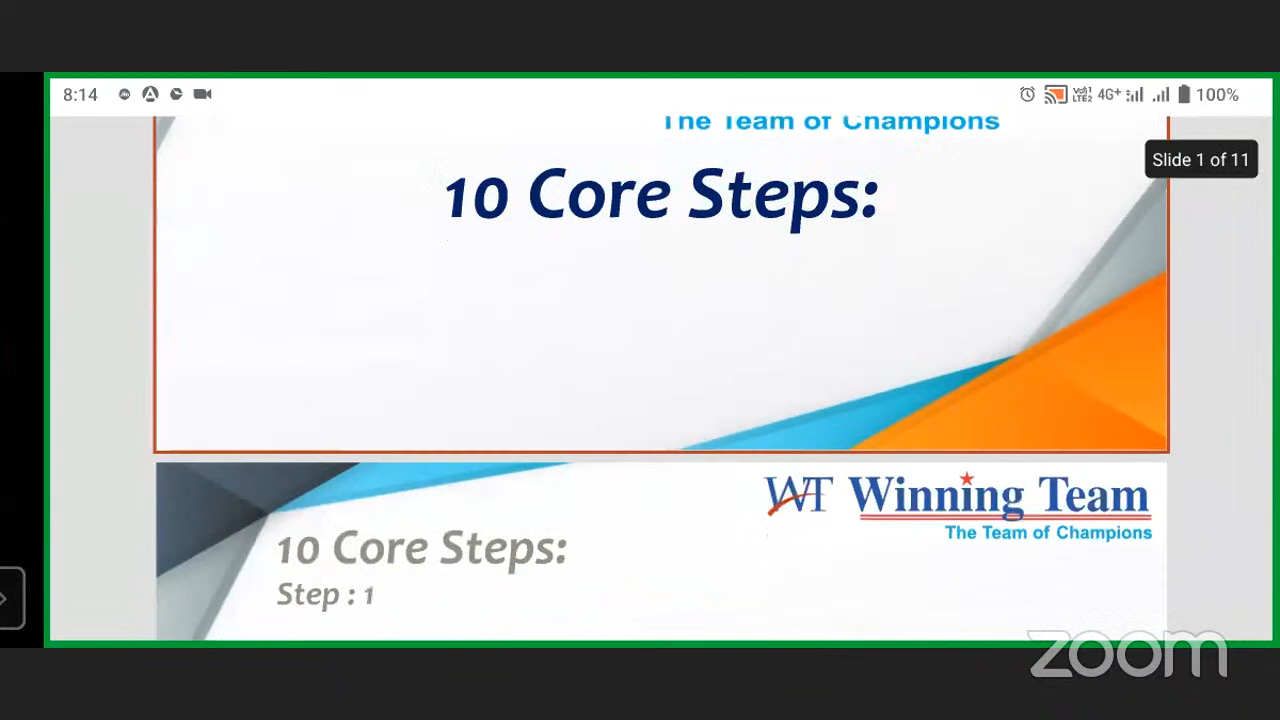 8:14
4G+ 100%
The Team of Champions
Slide 1 of 11
10 Core Steps:
WT Winning Team
The Team of Champions
10 Core Steps:
Step : 1
zoom